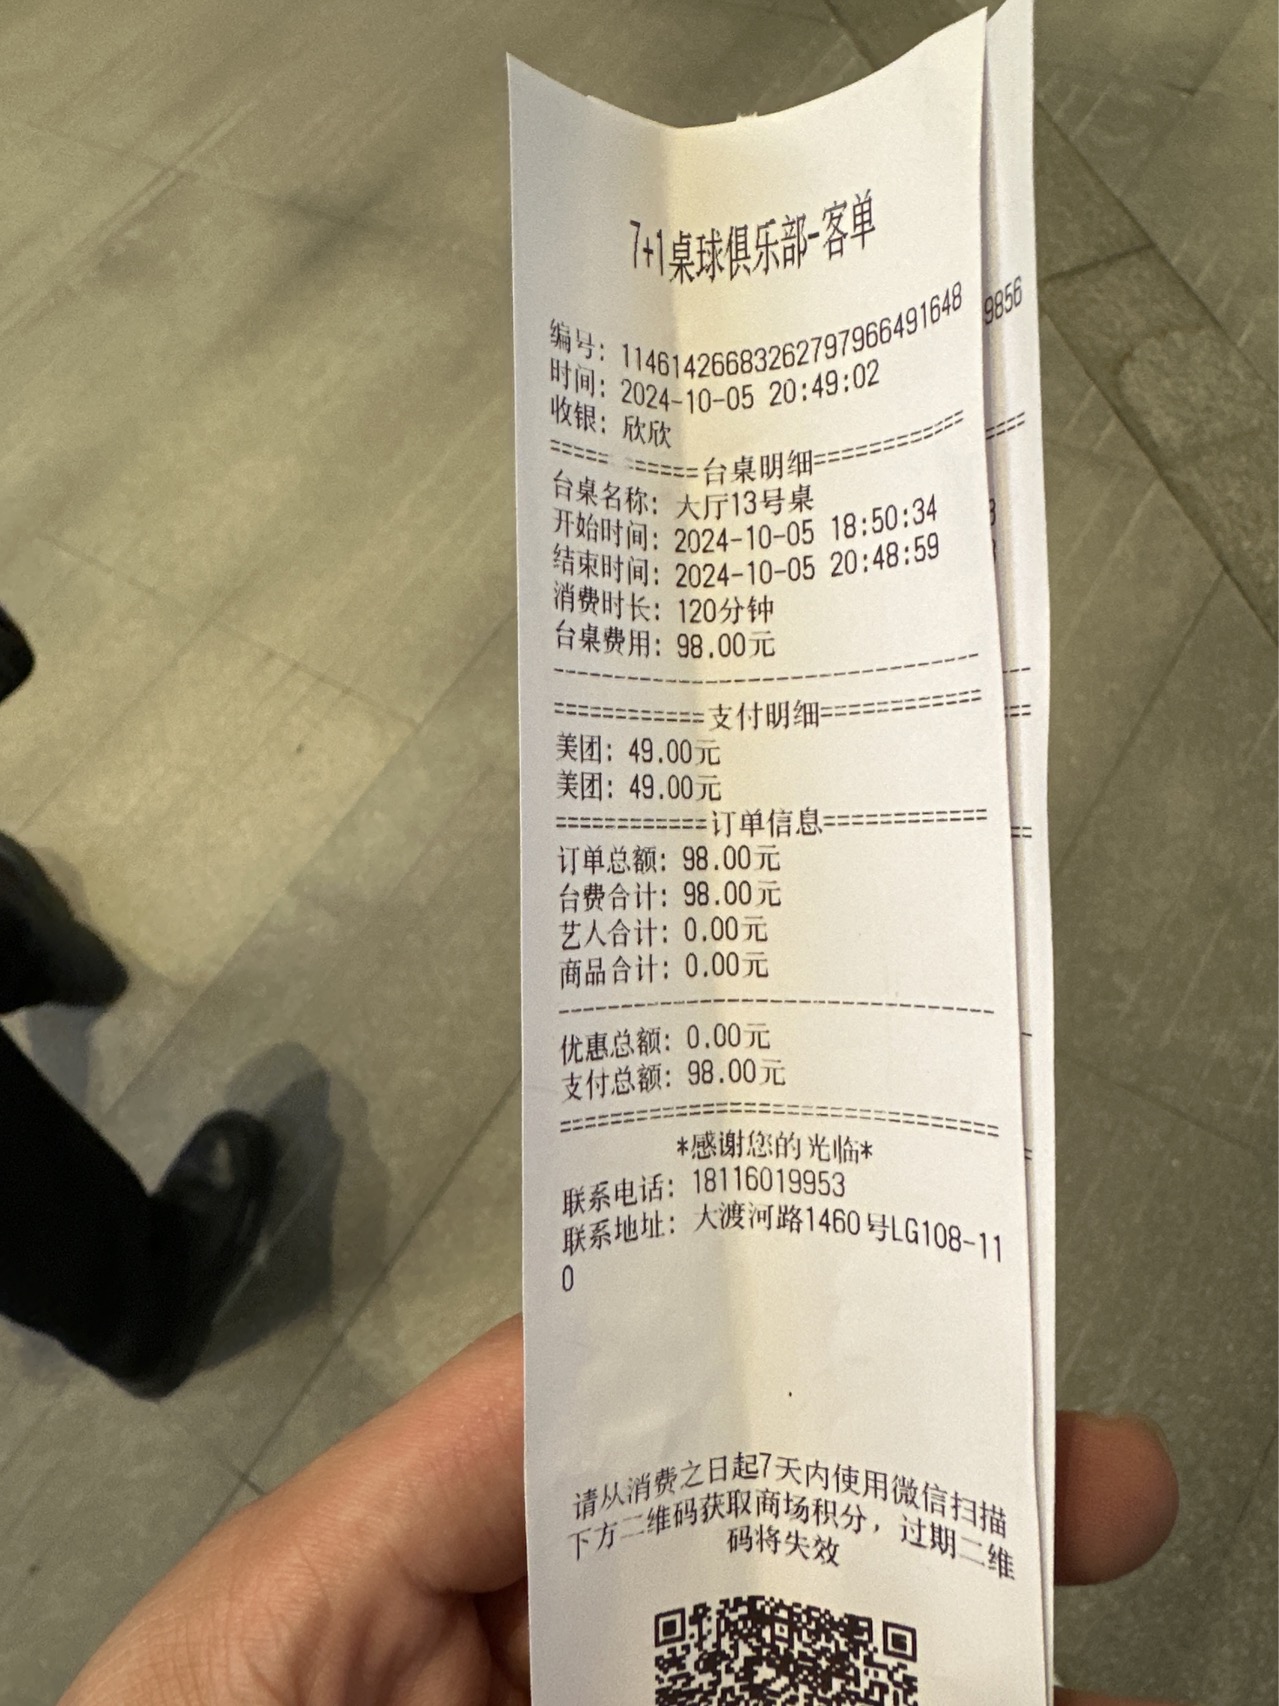 7+1桌球俱乐部-客单
编号: 1146142668326279796 6491648
9856
时间: 2024-10-05 20:49:02
收银: 欣欣
===========台桌明细============
台桌名称: 大厅13号桌
开始时间: 2024-10-05 18:50:34
结束时间: 2024-10-05 20:48:59
消费时长: 120分钟
台桌费用: 98.00元
--------------------------------
============支付明细=============
美团: 49.00元
美团: 49.00元
============订单信息=============
订单总额: 98.00元
台费合计: 98.00元
艺人合计: 0.00元
商品合计: 0.00元
--------------------------------
优惠总额: 0.00元
支付总额: 98.00元
================================
*感谢您的光临*
联系电话: 18116019953
联系地址: 大渡河路1460号LG108-11
0
请从消费之日起7天内使用微信扫描
下方二维码获取商场积分，过期二维
码将失效